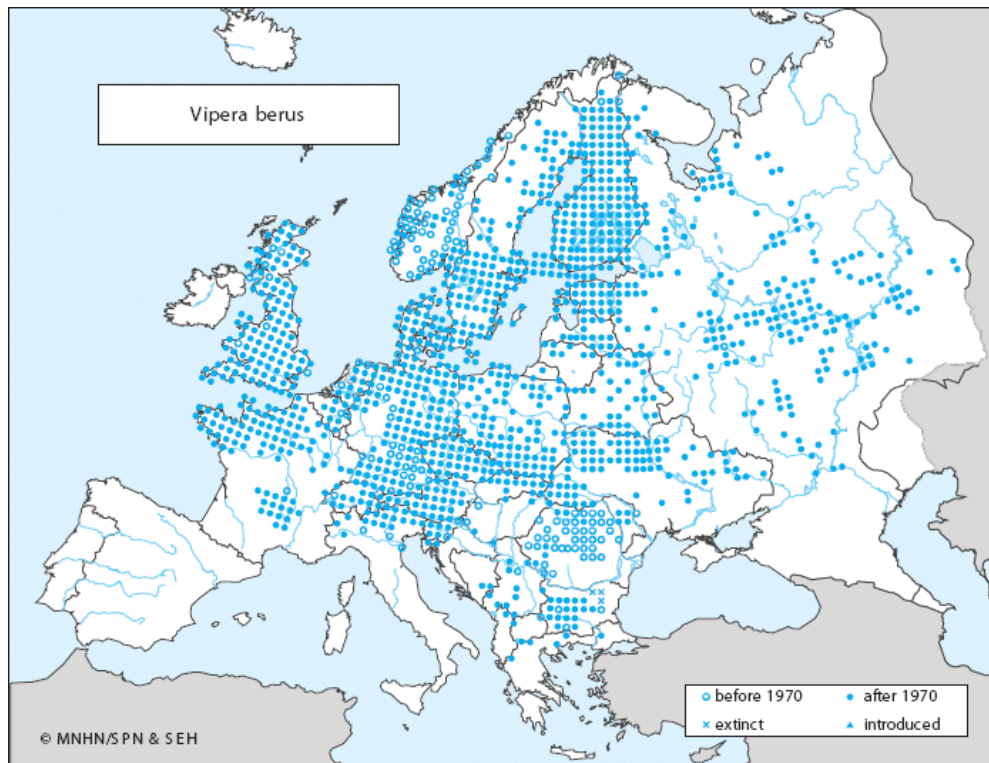 Vipera berus
before 1970
after 1970
extinct
introduced
© MNHN/SPN & SEH